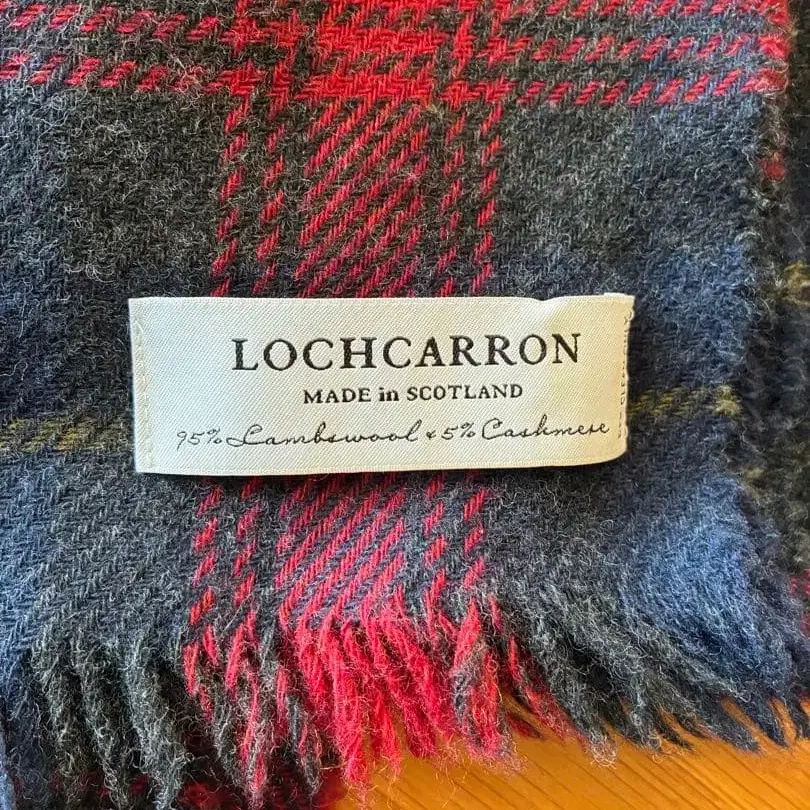 LOCHCARRON
MADE in SCOTLAND
95% Lambswool & 5% Cashmere